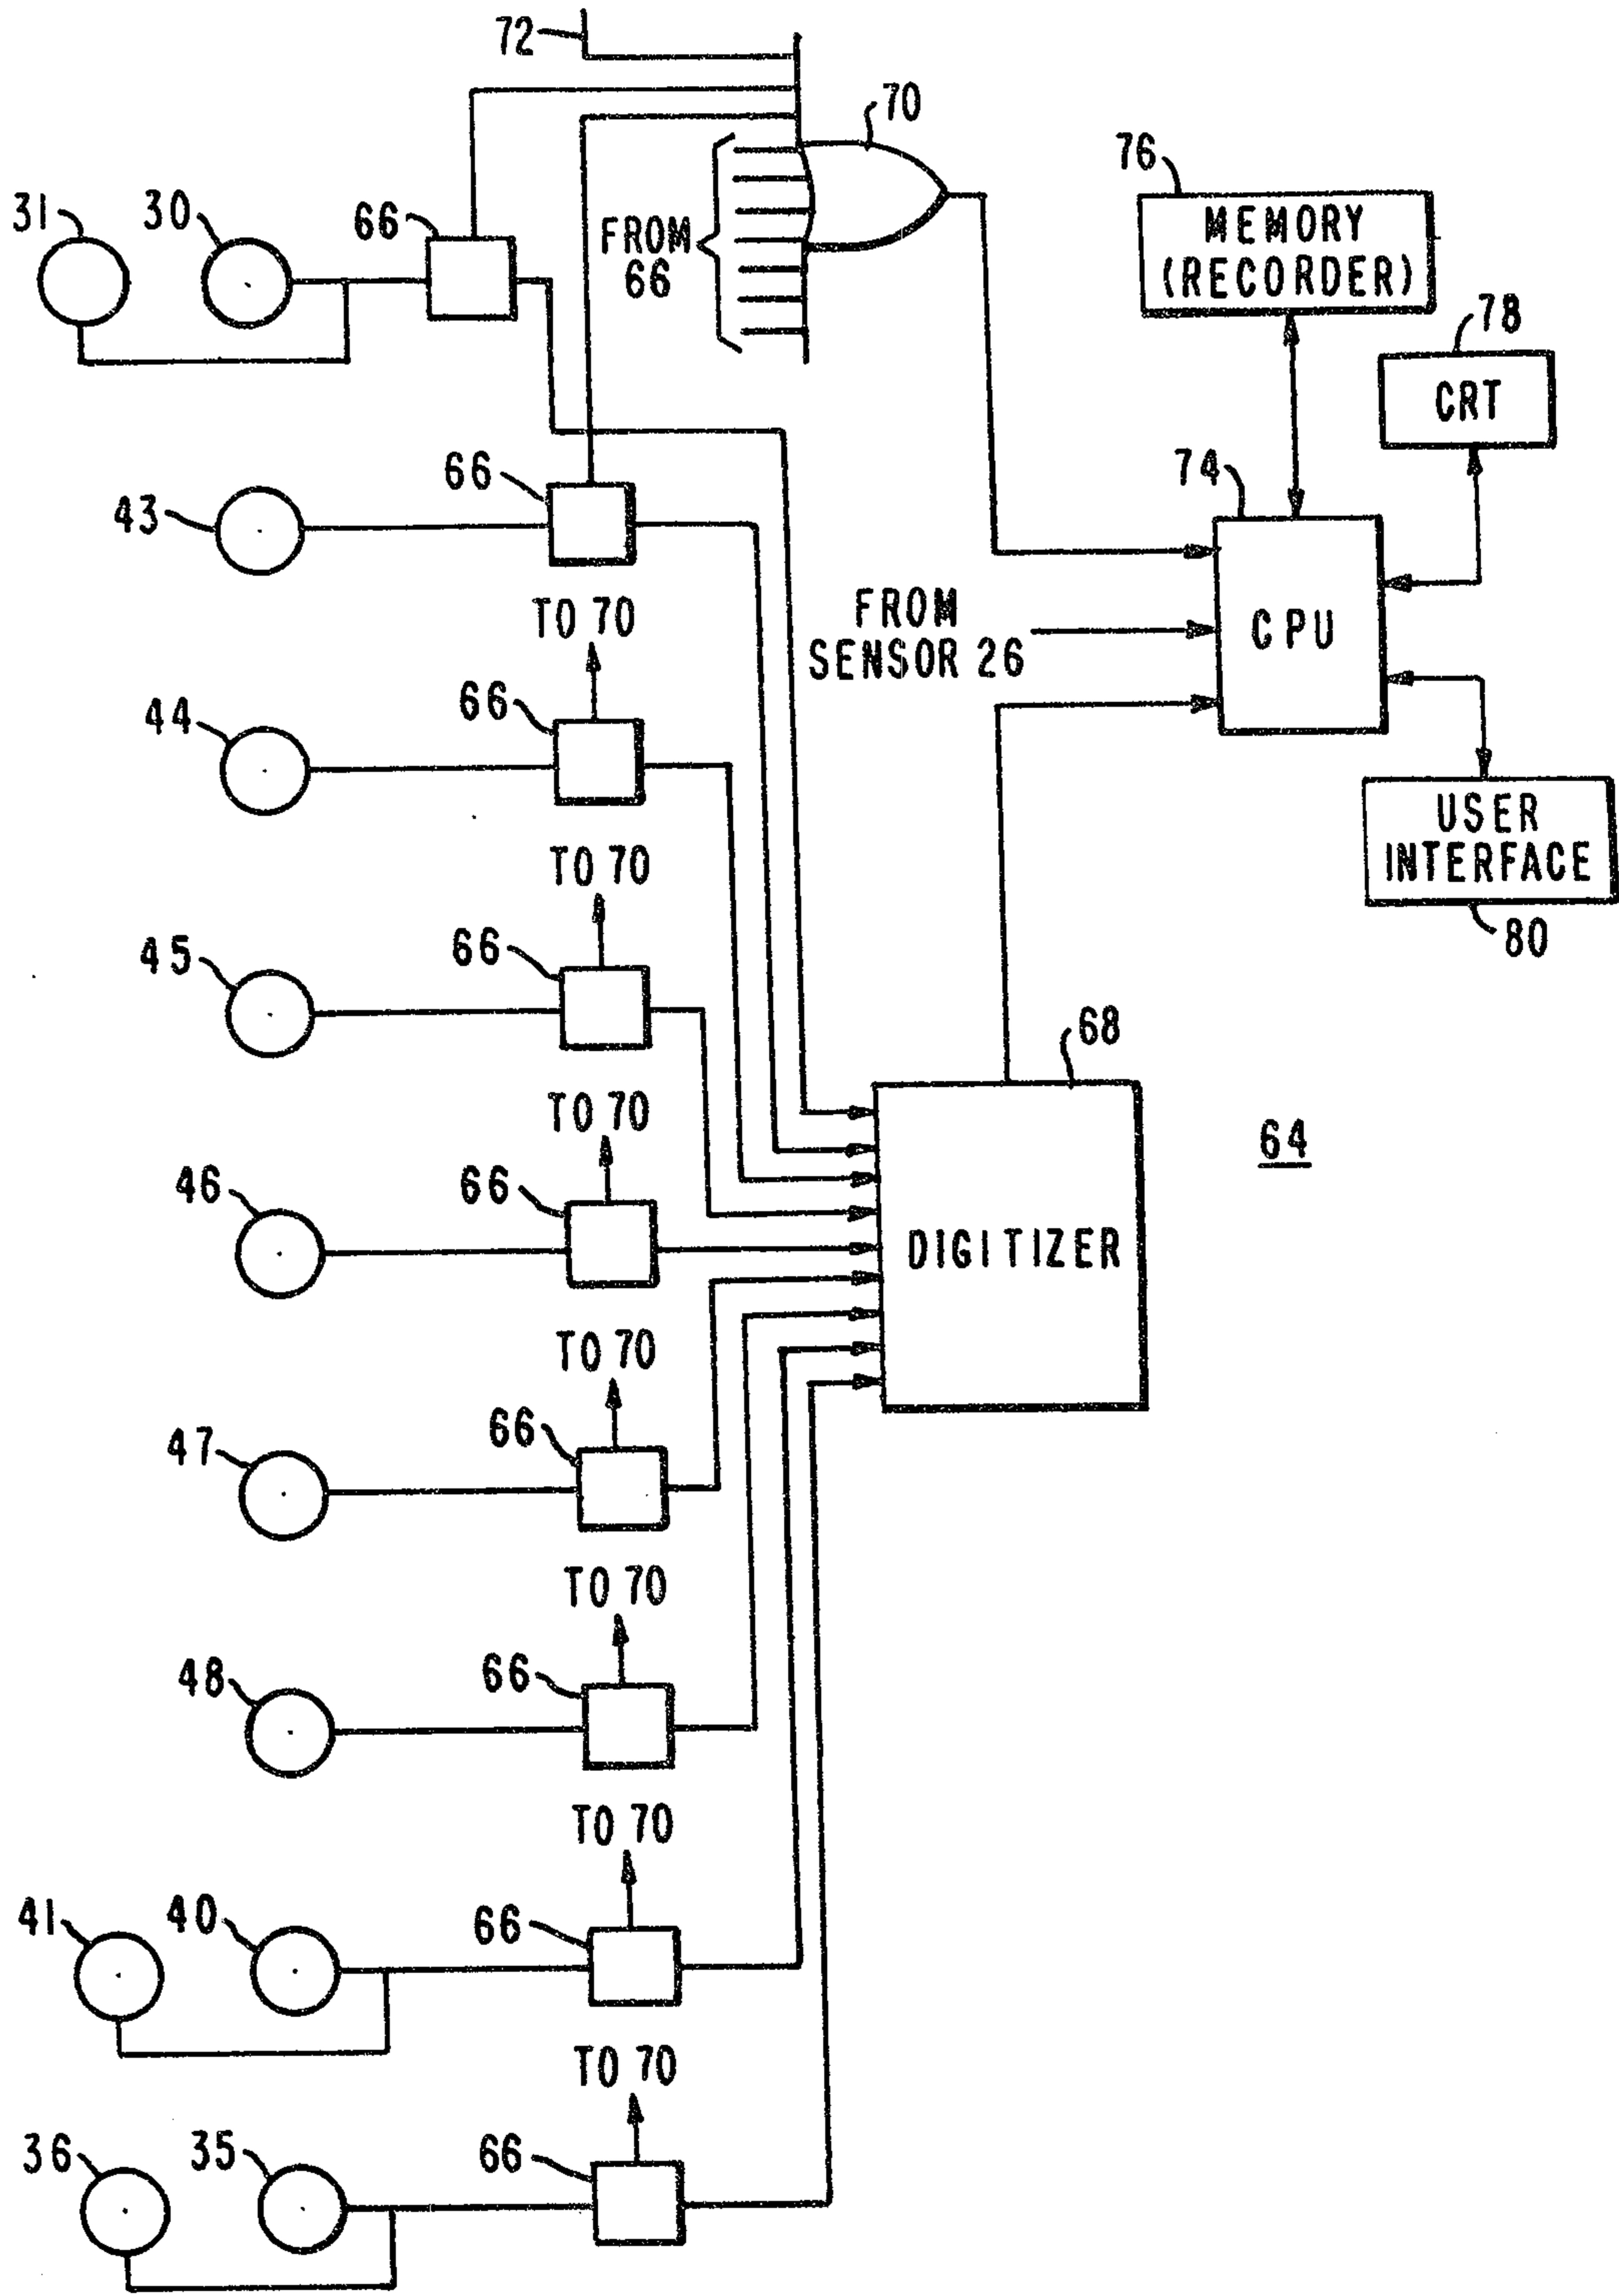 72
70
76
MEMORY
(RECORDER)
31
30
66
FROM
66
78
CRT
74
CPU
43
66
FROM
SENSOR 26
TO 70
44
66
USER
INTERFACE
80
TO 70
45
66
68
DIGITIZER
64
TO 70
46
66
TO 70
47
66
TO 70
48
66
TO 70
41
40
66
TO 70
36
35
66